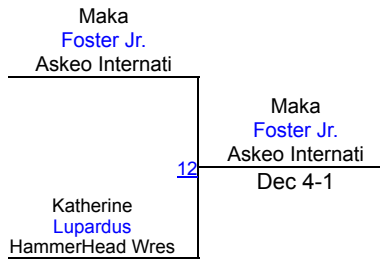 Maka
Foster Jr.
Askeo Internati
Maka
Foster Jr.
Askeo Internati
12
Dec 4-1
Katherine
Lupardus
HammerHead Wres